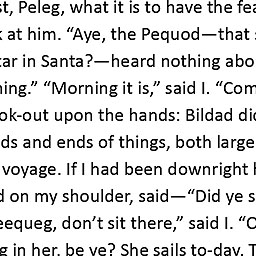 st, Peleg, what it is to have the fea
k at him. “Aye, the Pequod—that s
tar in Santa?—heard nothing abo
ning.” “Morning it is,” said I. “Com
ok-out upon the hands: Bildad did
ds and ends of things, both large
voyage. If I had been downright h
d on my shoulder, said—“Did ye s
eequeg, don’t sit there,” said I. “O
g in her, be ye? She sails to-day. T